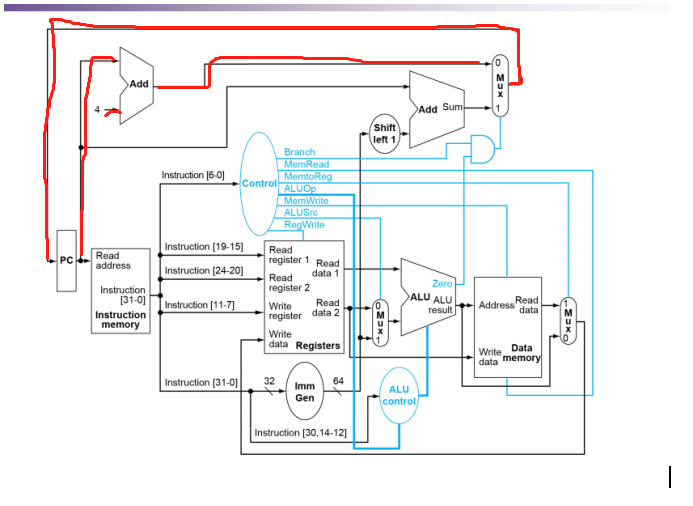 0
M
u
x
1
Add
4
Add Sum
Shift
left 1
Branch
MemRead
MemtoReg
ALUOp
MemWrite
ALUSrc
RegWrite
Control
Instruction [6-0]
PC
Read
address
Instruction
[31-0]
Instruction
memory
Instruction [19-15]
Instruction [24-20]
Instruction [11-7]
Read
register 1
Read
register 2
Write
register
Write
data
Read
data 1
Read
data 2
Registers
0
M
u
x
1
Zero
ALU ALU
result
Address
Read
data
Write
data
Data
memory
1
M
u
x
0
Instruction [31-0]
32
Imm
Gen
64
ALU
control
Instruction [30,14-12]